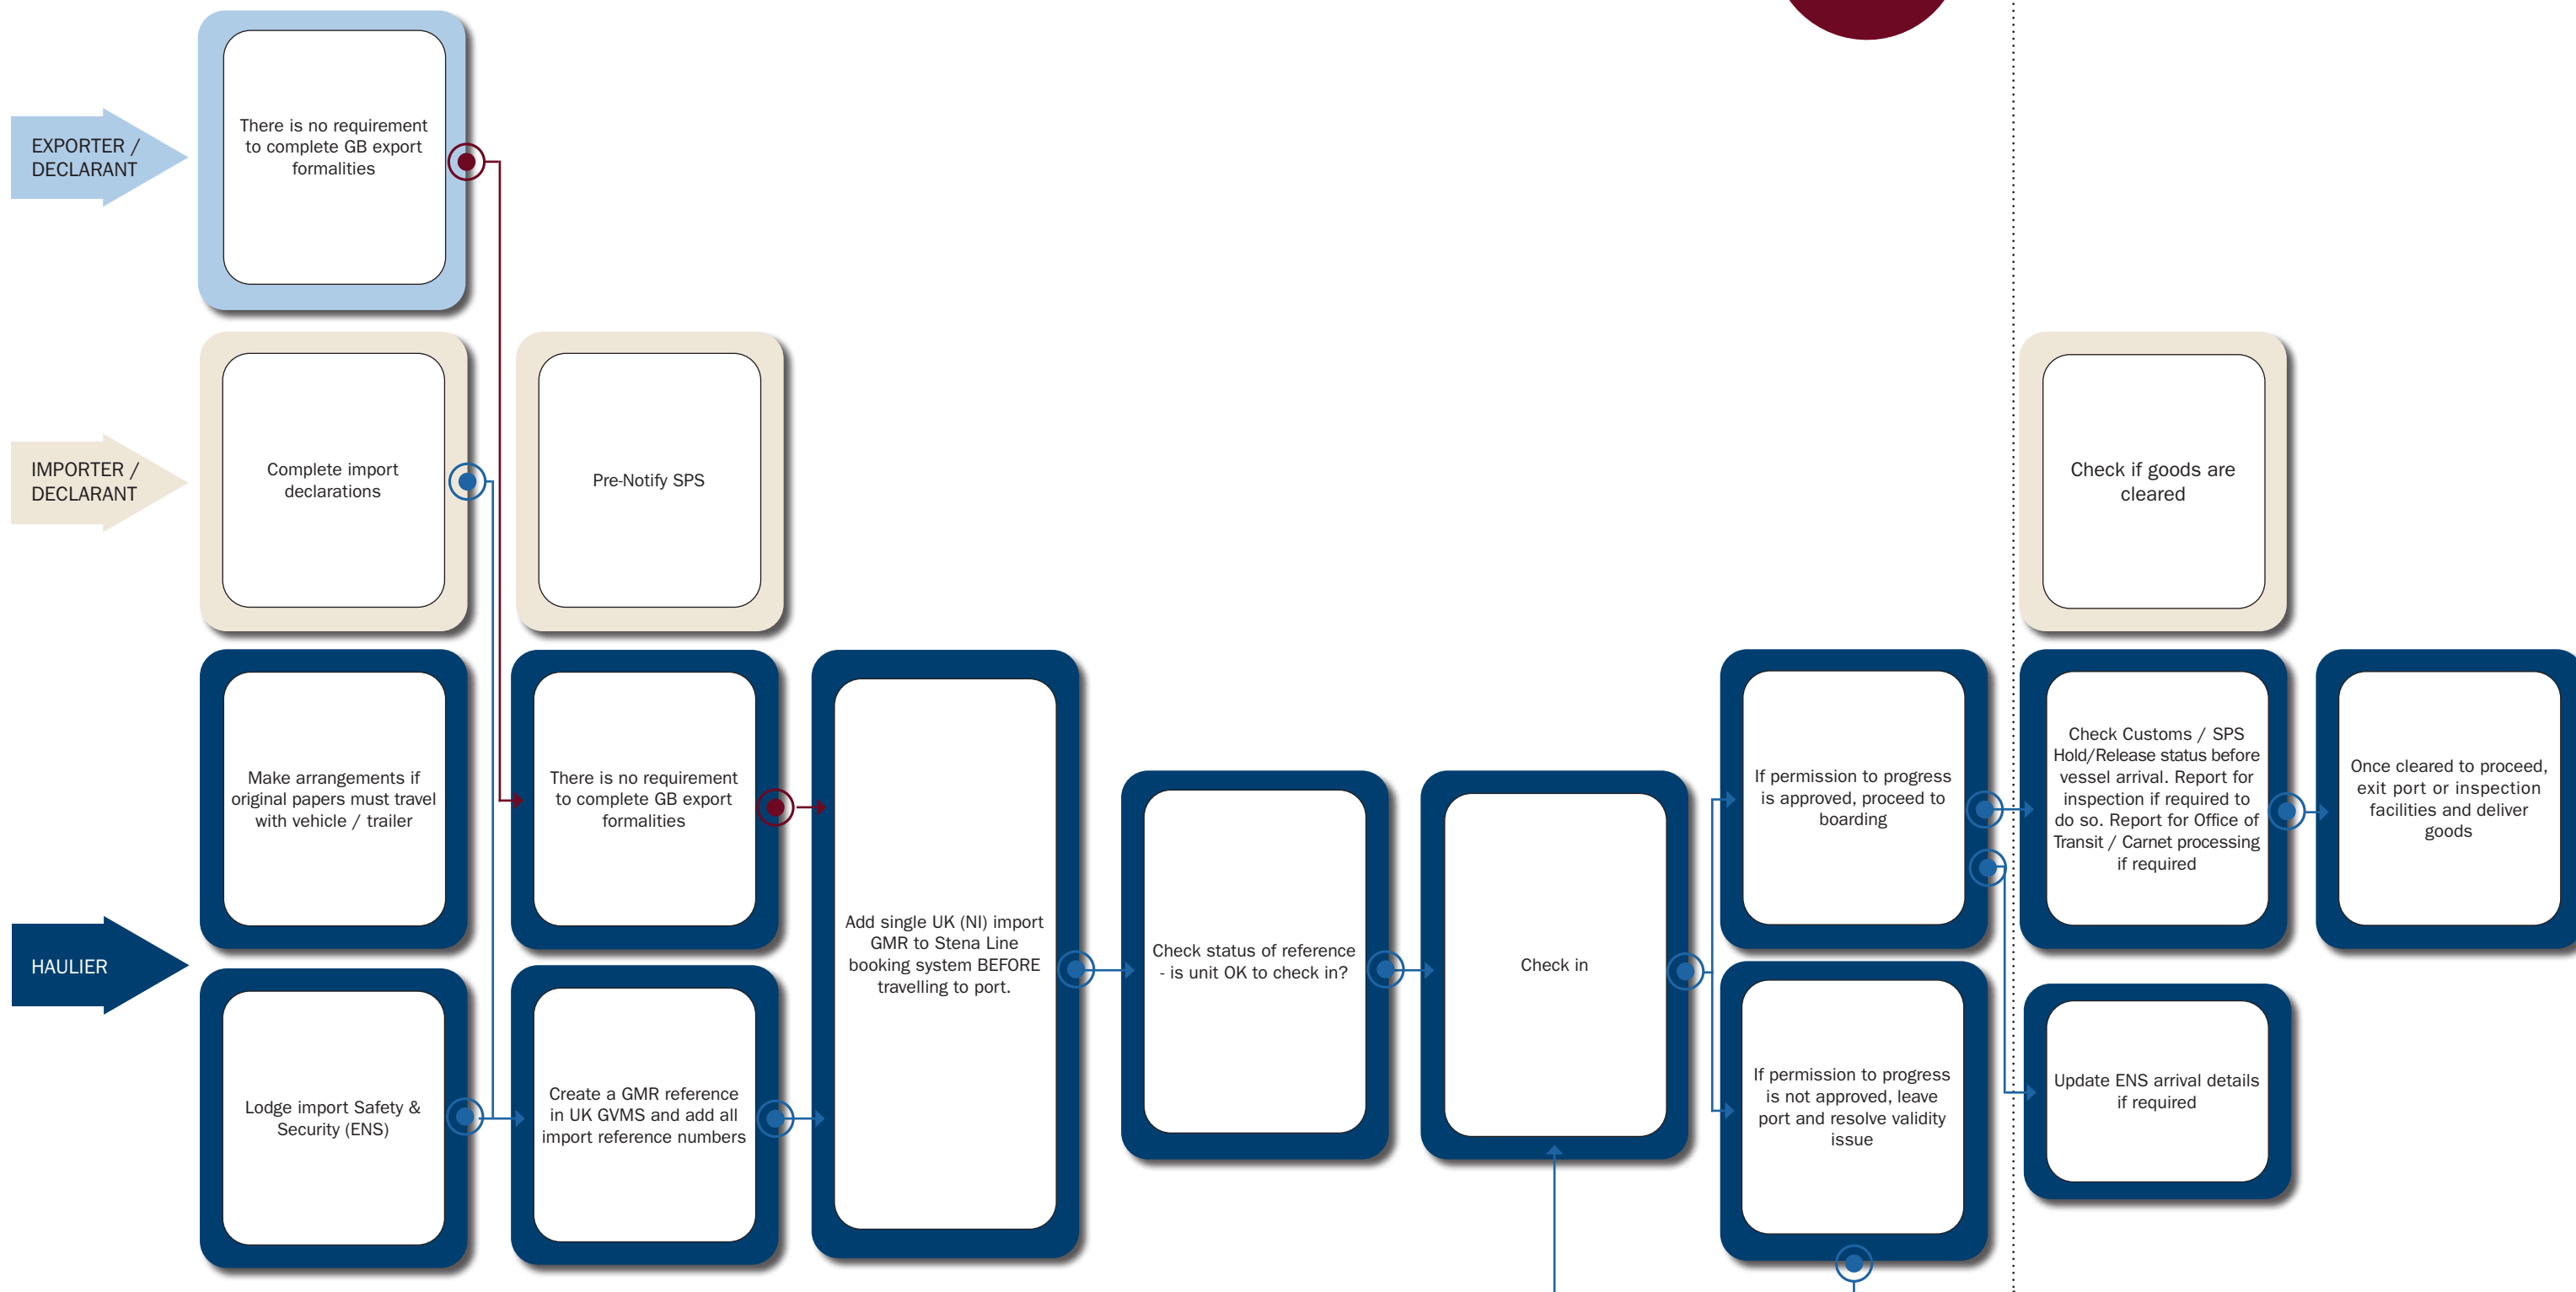 EXPORTER /
DECLARANT
There is no requirement
to complete GB export
formalities
IMPORTER /
DECLARANT
Complete import
declarations
Pre-Notify SPS
Check if goods are
cleared
HAULIER
Make arrangements if
original papers must travel
with vehicle / trailer
There is no requirement
to complete GB export
formalities
Lodge import Safety &
Security (ENS)
Create a GMR reference
in UK GVMS and add all
import reference numbers
Add single UK (NI) import
GMR to Stena Line
booking system BEFORE
travelling to port.
Check status of reference
- is unit OK to check in?
Check in
If permission to progress
is approved, proceed to
boarding
If permission to progress
is not approved, leave
port and resolve validity
issue
Check Customs / SPS
Hold/Release status before
vessel arrival. Report for
inspection if required to
do so. Report for Office of
Transit / Carnet processing
if required
Update ENS arrival details
if required
Once cleared to proceed,
exit port or inspection
facilities and deliver
goods